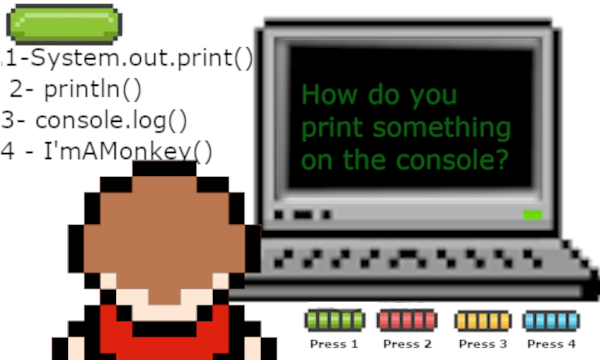 1-System.out.print()
2- println()
3- console.log()
4 - I'mAMonkey()
How do you
print something
on the console?
Press 1 Press 2 Press 3 Press 4